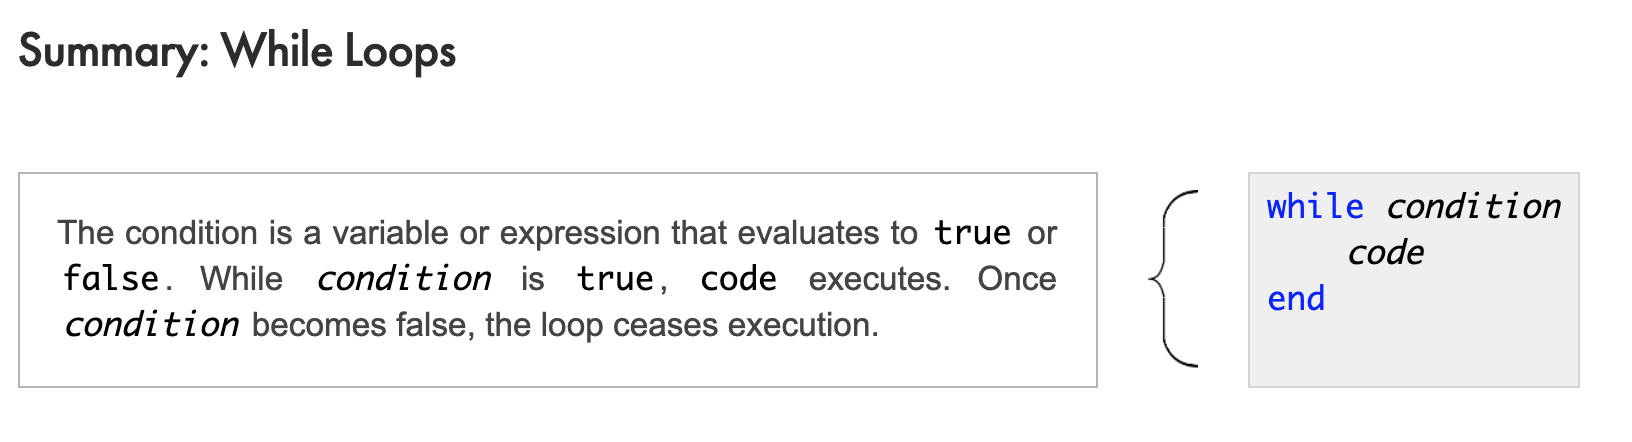 Summary: While Loops
The condition is a variable or expression that evaluates to true or
false. While condition is true, code executes. Once
condition becomes false, the loop ceases execution.
while condition
code
end